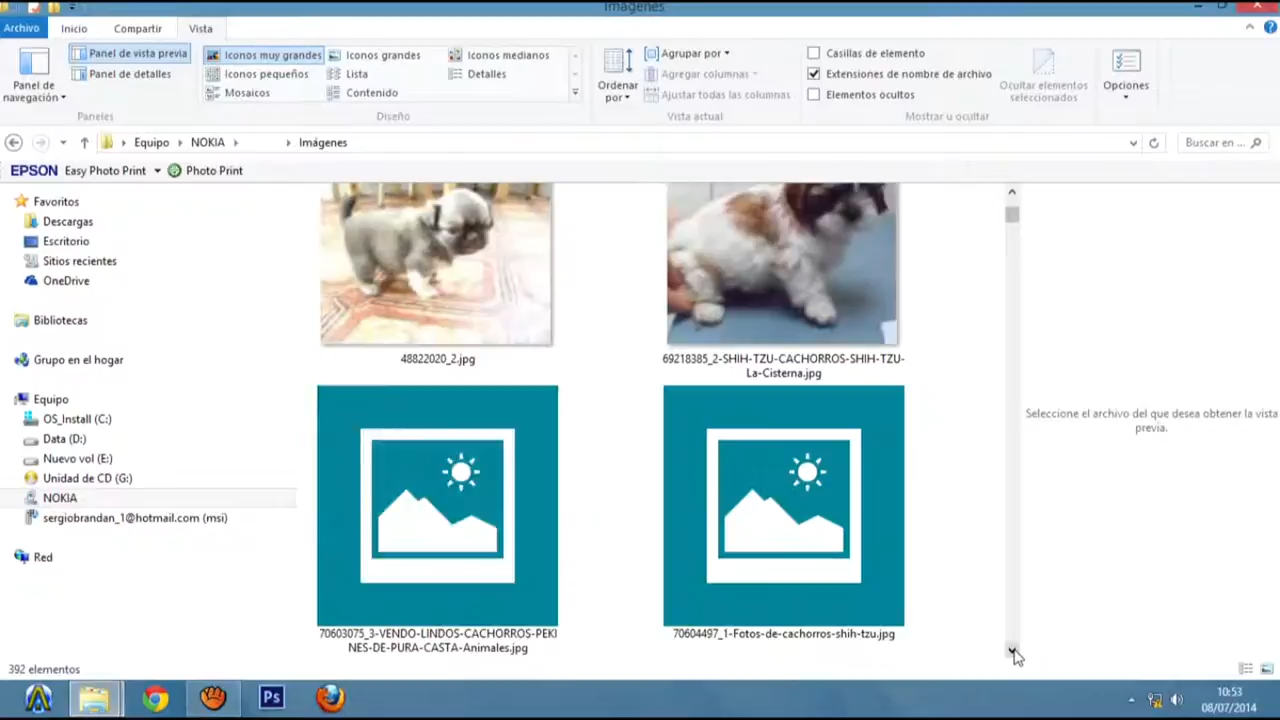 Imágenes
Archivo Inicio Compartir Vista
Panel de vista previa Iconos muy grandes Iconos grandes Iconos medianos Agrupar por Casillas de elemento
Panel de detalles Iconos pequeños Lista Detalles Agregar columnas Extensiones de nombre de archivo
Panel de navegación Mosaicos Contenido Ordenar por Ajustar todas las columnas Elementos ocultos Ocultar elementos seleccionados Opciones
Paneles Diseño Vista actual Mostrar u ocultar
Equipo NOKIA Imágenes Buscar en ...
EPSON Easy Photo Print Photo Print
Favoritos
Descargas
Escritorio
Sitios recientes
OneDrive
Bibliotecas
Grupo en el hogar
Equipo
OS_Install (C:)
Data (D:)
Nuevo vol (E:)
Unidad de CD (G:)
NOKIA
sergiobrandan_1@hotmail.com (msi)
Red
48822020_2.jpg
69218385_2-SHIH-TZU-CACHORROS-SHIH-TZU-
La-Cisterna.jpg
70603075_3-VENDO-LINDOS-CACHORROS-PEKI
NES-DE-PURA-CASTA-Animales.jpg
70604497_1-Fotos-de-cachorros-shih-tzu.jpg
Seleccione el archivo del que desea obtener la vista
previa.
392 elementos
Ps
10:53
08/07/2014